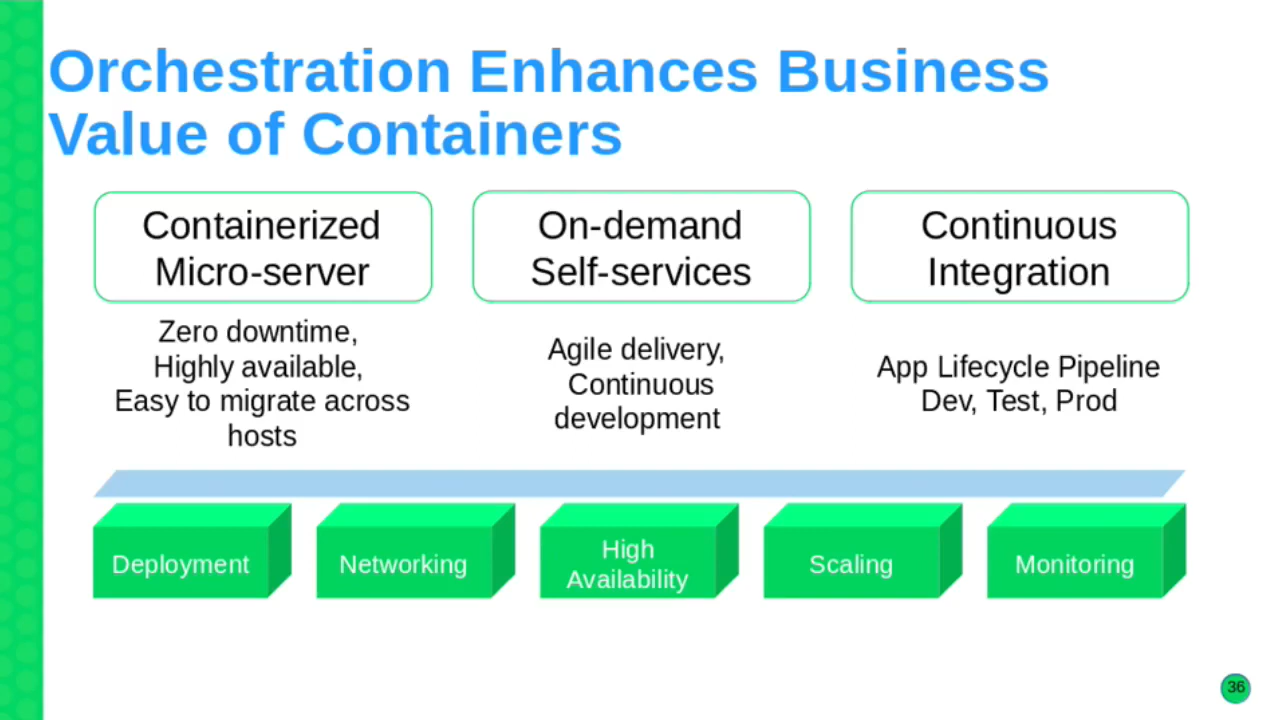 Orchestration Enhances Business
Value of Containers
Containerized
Micro-server
On-demand
Self-services
Continuous
Integration
Zero downtime,
Highly available,
Easy to migrate across
hosts
Agile delivery,
Continuous
development
App Lifecycle Pipeline
Dev, Test, Prod
Deployment
Networking
High
Availability
Scaling
Monitoring
36